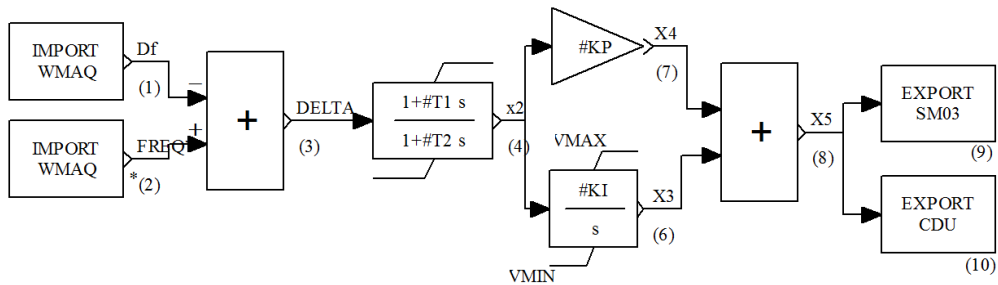 IMPORT
WMAQ
Df
(1)
IMPORT
WMAQ
FREQ
*
(2)
−
+
+
DELTA
(3)
1+#T1 s
1+#T2 s
x2
(4)
#KP
X4
(7)
VMAX
#KI
s
X3
(6)
VMIN
+
X5
(8)
EXPORT
SM03
(9)
EXPORT
CDU
(10)